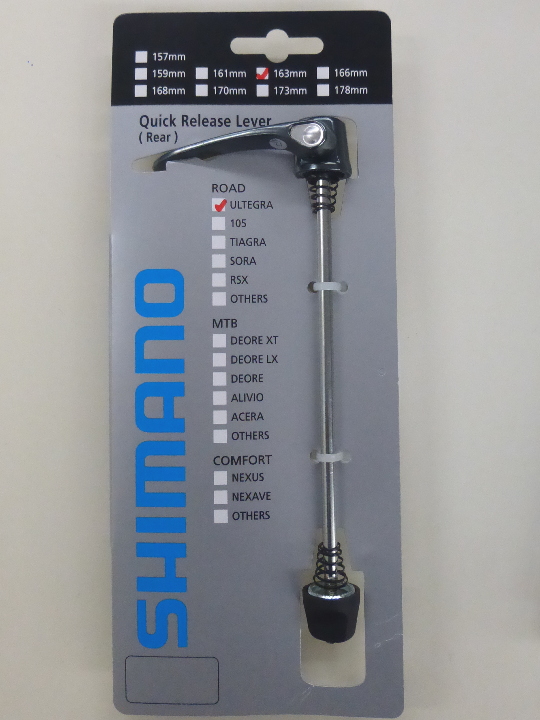 157mm
159mm 161mm 163mm 166mm
168mm 170mm 173mm 178mm
Quick Release Lever
( Rear )
ROAD
ULTEGRA
105
TIAGRA
SORA
RSX
OTHERS
MTB
DEORE XT
DEORE LX
DEORE
ALIVIO
ACERA
OTHERS
COMFORT
NEXUS
NEXAVE
OTHERS
SHIMANO